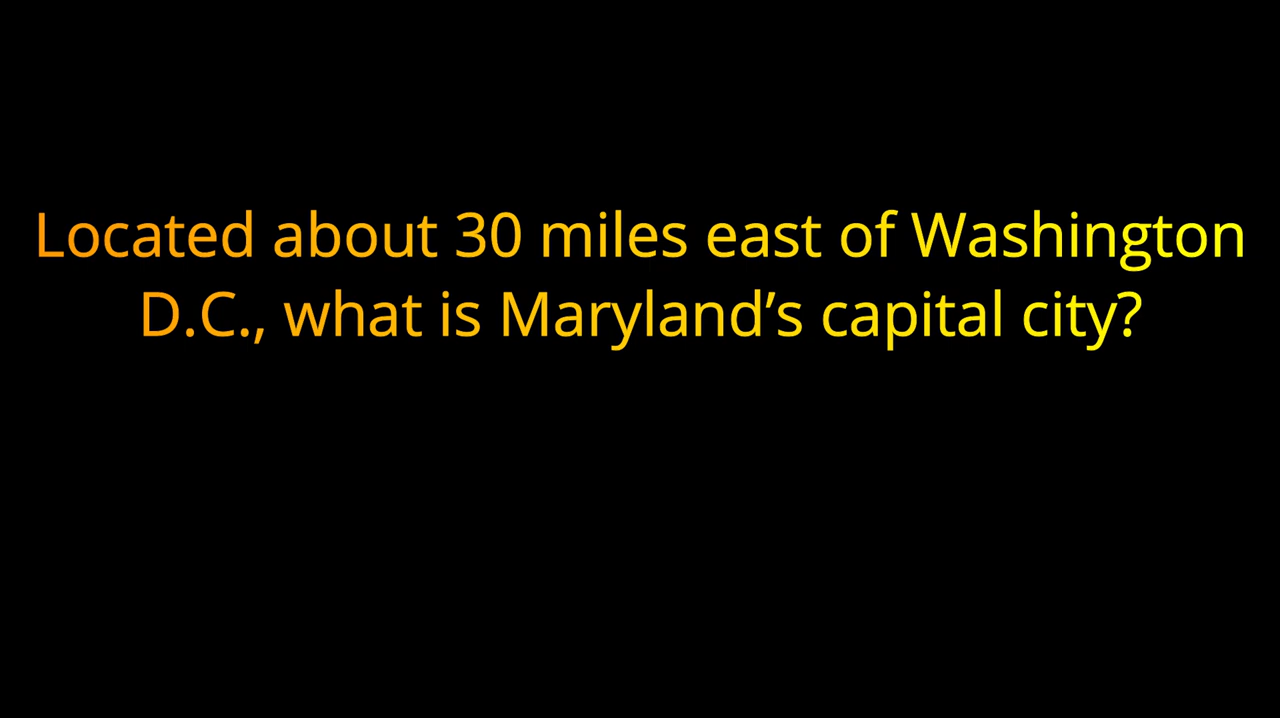 Located about 30 miles east of Washington
D.C., what is Maryland’s capital city?